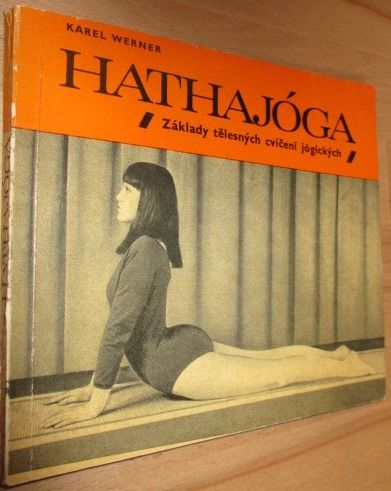 KAREL WERNER
HATHAJÓGA
Základy tělesných cvičení jógických